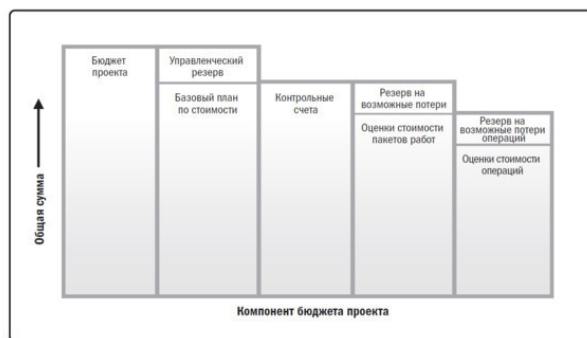 Бюджет
проекта
Управленческий
резерв
Базовый план
по стоимости
Контрольные
счета
Резерв на
возможные потери
Оценки стоимости
пакетов работ
Резерв на
возможные потери
операций
Оценки стоимости
операций
Общая сумма
Компонент бюджета проекта